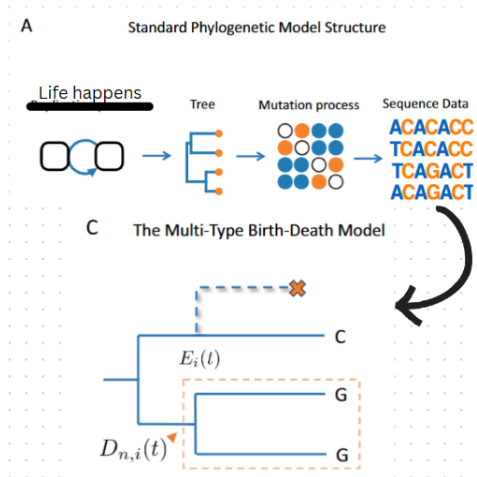 A
Standard Phylogenetic Model Structure
Life happens
Tree
Mutation process
Sequence Data
ACACACC
TCACACC
TCAGACT
ACAGACT
C
The Multi-Type Birth-Death Model
C
E_i(t)
G
D_{n,i}(t)
G